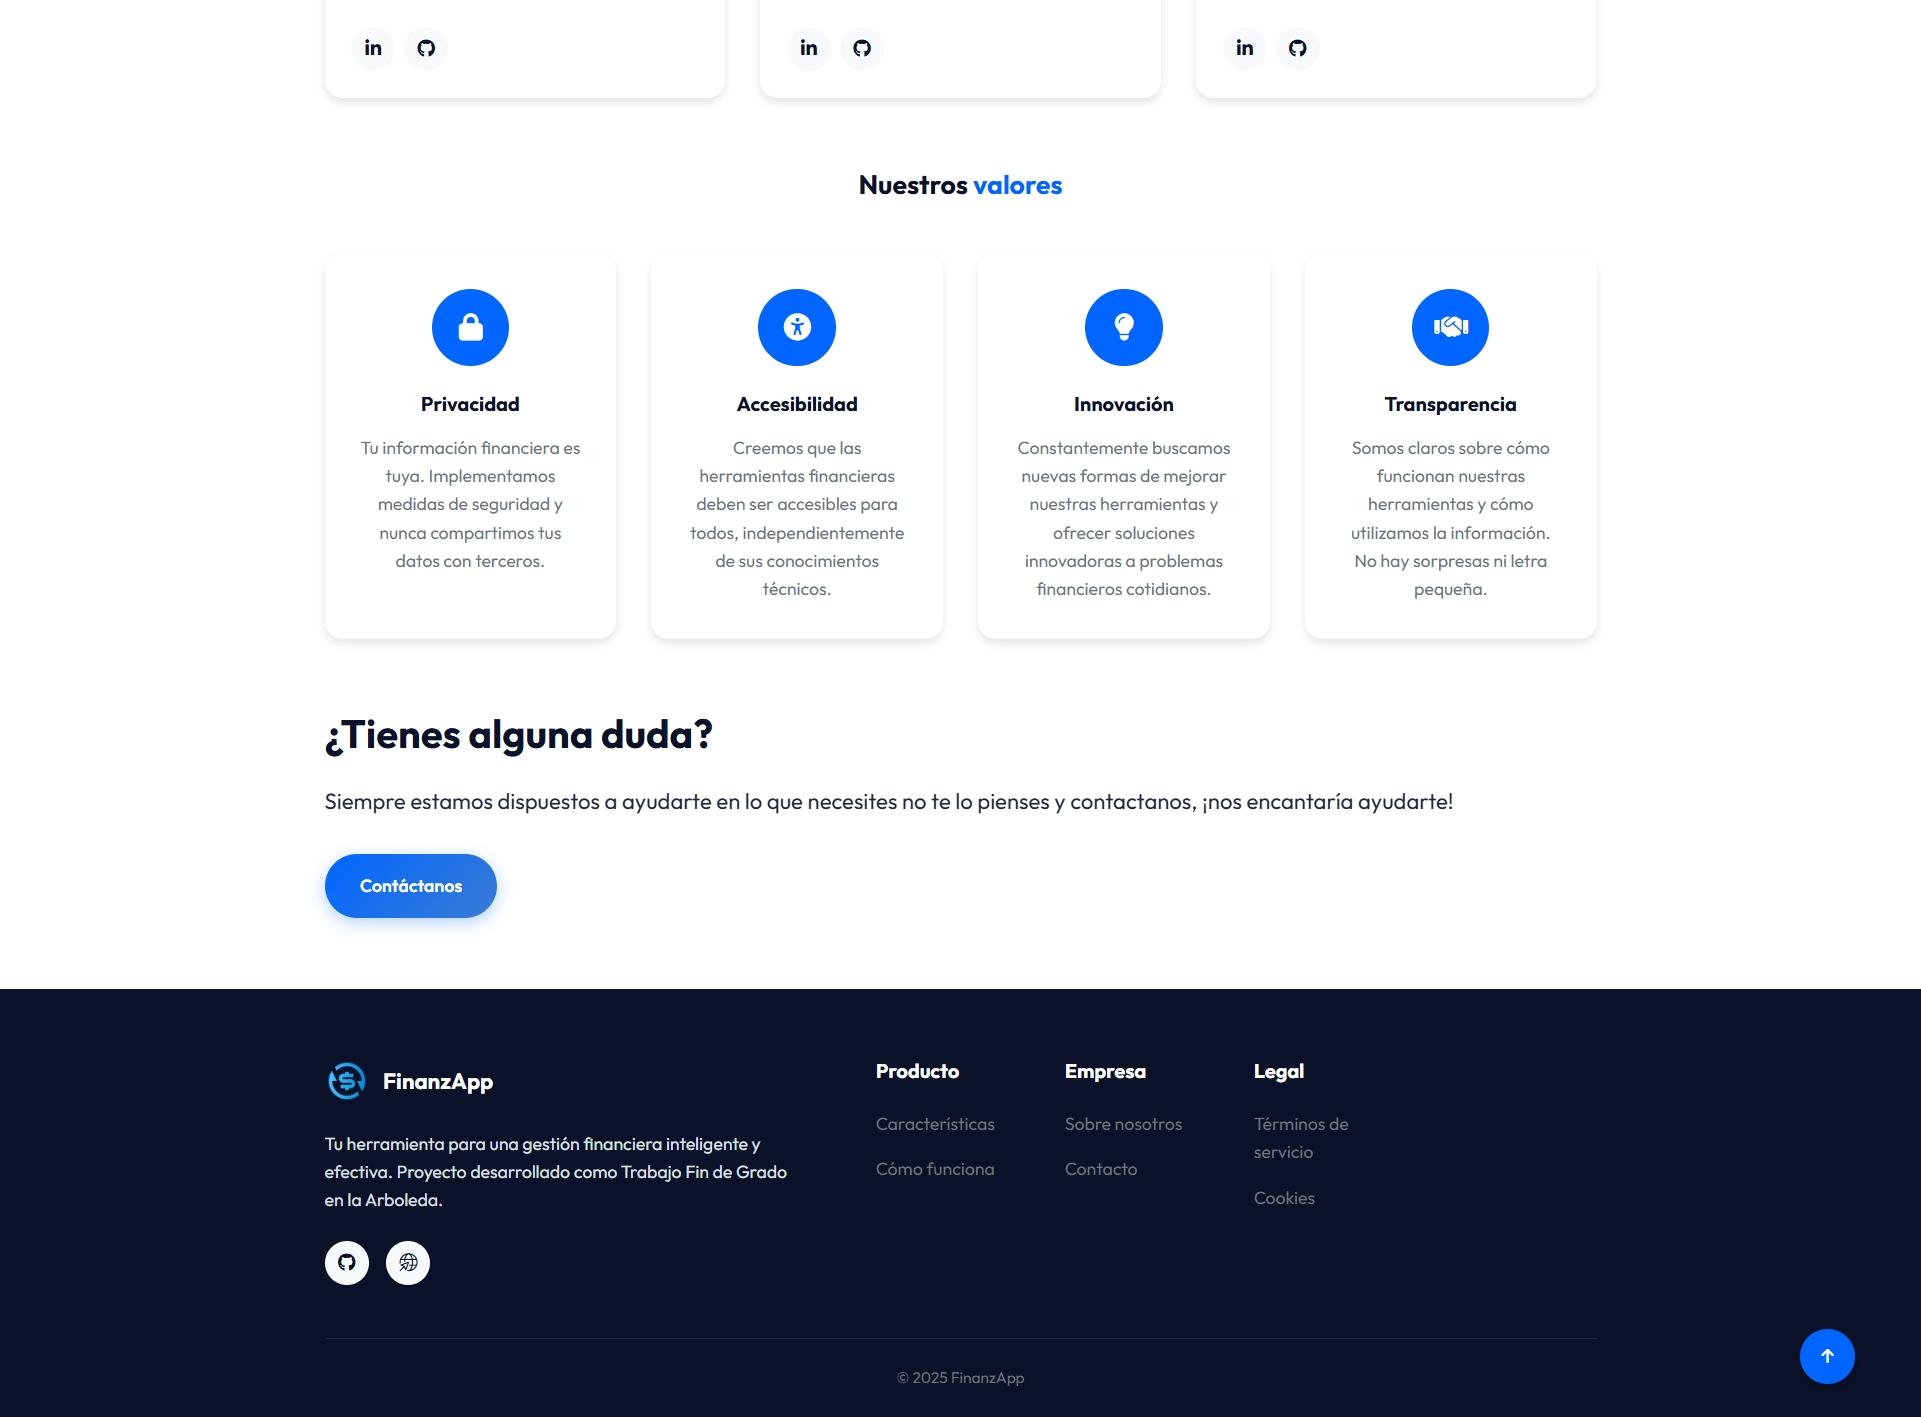 Nuestros valores
Privacidad
Tu información financiera es
tuya. Implementamos
medidas de seguridad y
nunca compartimos tus
datos con terceros.
Accesibilidad
Creemos que las
herramientas financieras
deben ser accesibles para
todos, independientemente
de sus conocimientos
técnicos.
Innovación
Constantemente buscamos
nuevas formas de mejorar
nuestras herramientas y
ofrecer soluciones
innovadoras a problemas
financieros cotidianos.
Transparencia
Somos claros sobre cómo
funcionan nuestras
herramientas y cómo
utilizamos la información.
No hay sorpresas ni letra
pequeña.
¿Tienes alguna duda?
Siempre estamos dispuestos a ayudarte en lo que necesites no te lo pienses y contactanos, ¡nos encantaría ayudarte!
Contáctanos
FinanzApp
Tu herramienta para una gestión financiera inteligente y
efectiva. Proyecto desarrollado como Trabajo Fin de Grado
en la Arboleda.
Producto
Características
Cómo funciona
Empresa
Sobre nosotros
Contacto
Legal
Términos de
servicio
Cookies
© 2025 FinanzApp